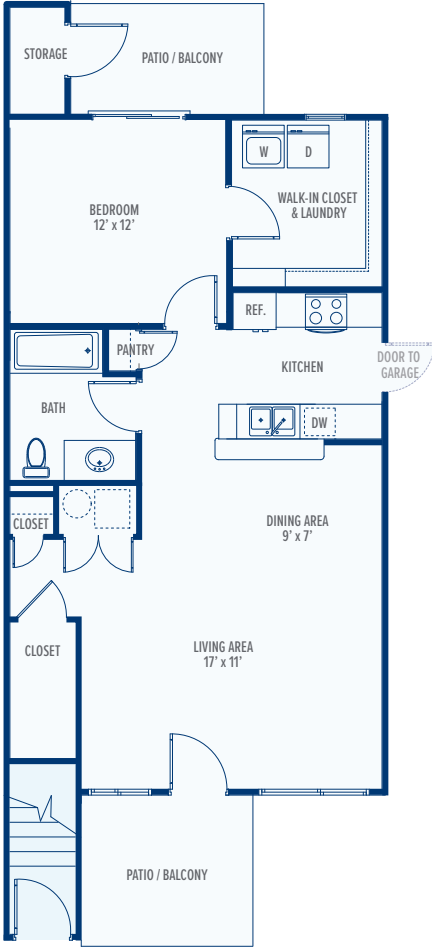 STORAGE
PATIO / BALCONY
W
D
WALK-IN CLOSET
& LAUNDRY
BEDROOM
12' x 12'
REF.
PANTRY
KITCHEN
DOOR TO
GARAGE
BATH
DW
CLOSET
DINING AREA
9' x 7'
CLOSET
LIVING AREA
17' x 11'
PATIO / BALCONY